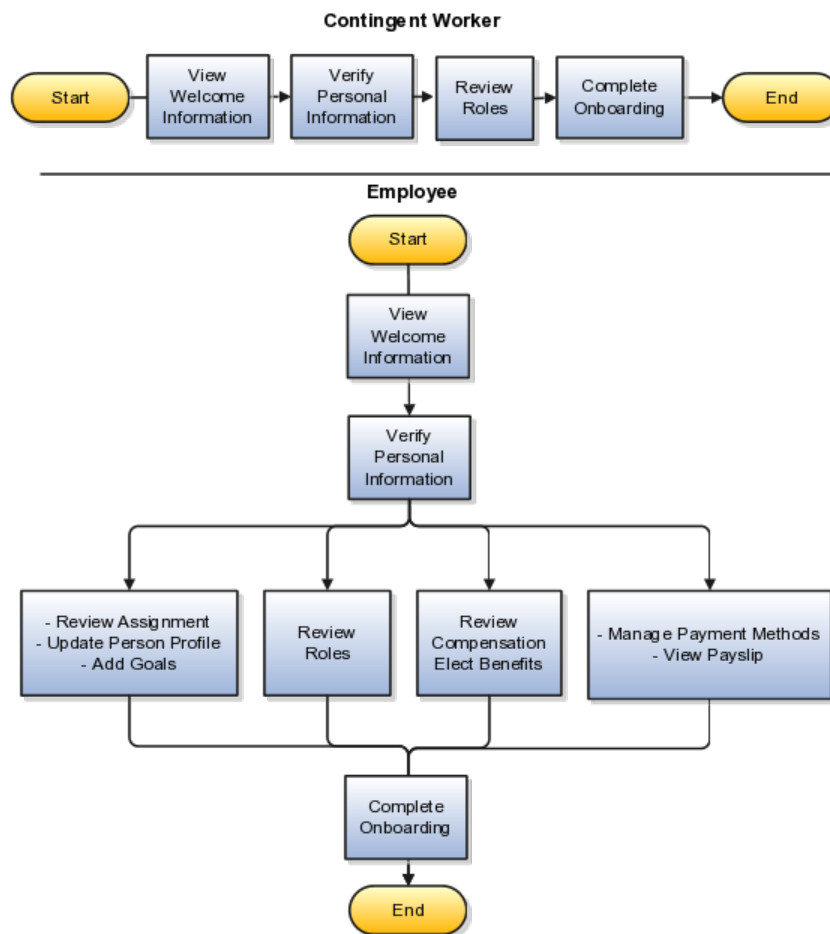 Contingent Worker
Start
View
Welcome
Information
Verify
Personal
Information
Review
Roles
Complete
Onboarding
End
Employee
Start
View
Welcome
Information
Verify
Personal
Information
- Review Assignment
- Update Person Profile
- Add Goals
Review
Roles
Review
Compensation
Elect Benefits
- Manage Payment Methods
- View Payslip
Complete
Onboarding
End